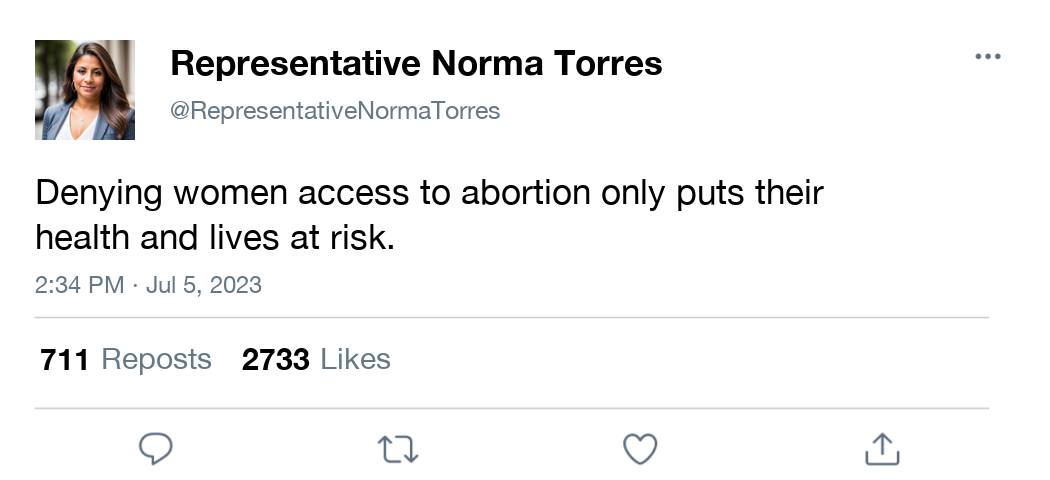 Representative Norma Torres
@RepresentativeNormaTorres
Denying women access to abortion only puts their
health and lives at risk.
2:34 PM · Jul 5, 2023
711 Reposts 2733 Likes